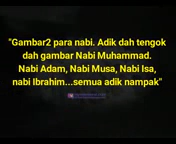 "Gambar2 para nabi. Adik dah tengok
dah gambar Nabi Muhammad.
Nabi Adam, Nabi Musa, Nabi Isa,
nabi Ibrahim...semua adik nampak"